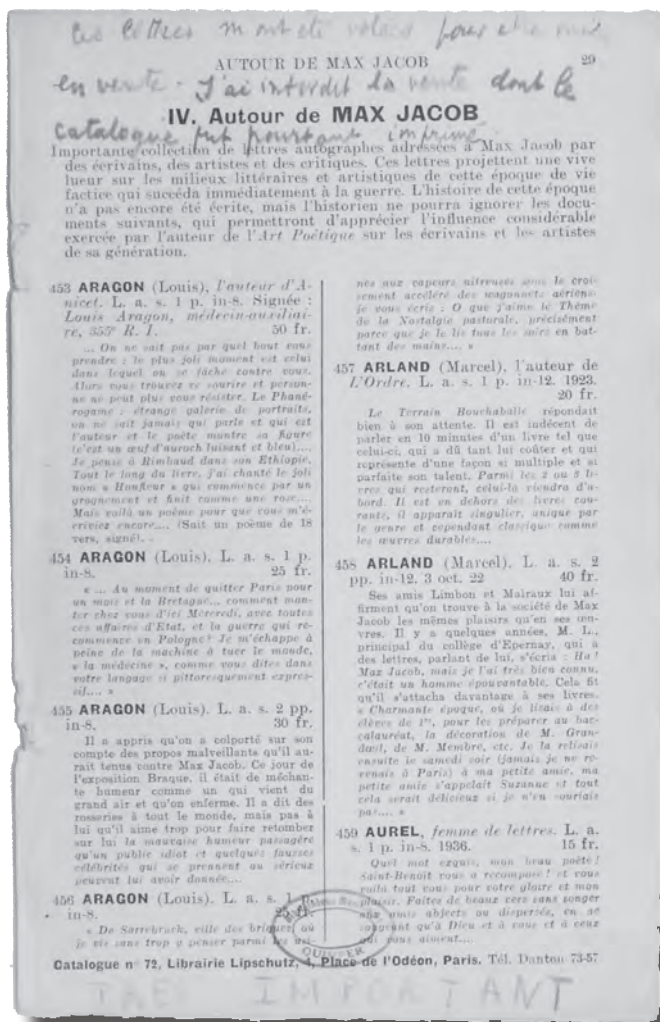 Ces lettres m'ont été volées pour être mises
AUTOUR DE MAX JACOB 29
en vente - J'ai interdit la vente dont le
IV. Autour de MAX JACOB
catalogue fut pourtant imprimé
Importante collection de lettres autographes adressées à Max Jacob par
des écrivains, des artistes et des critiques. Ces lettres projettent une vive
lueur sur les milieux littéraires et artistiques de cette époque de vie
factice qui succéda immédiatement à la guerre. L'histoire de cette époque
n'a pas encore été écrite, mais l'historien ne pourra ignorer les docu-
ments suivants, qui permettront d'apprécier l'influence considérable
exercée par l'auteur de l'Art Poétique sur les écrivains et les artistes
de sa génération.
453 ARAGON (Louis), l'auteur d'A-
nicet. L. a. s. 1 p. in-8. Signée :
Louis Aragon, médecin-auxiliai-
re, 355e R. I. 50 fr.
... On ne sait pas par quel bout vous
prendre : le plus joli moment est celui
dans lequel on se fâche contre vous.
Alors vous trouvez ce sourire et person-
ne ne peut plus vous résister. Le Phané-
rogame : étrange galerie de portraits,
on ne sait jamais qui parle et qui est
l'auteur et le poète montre sa figure
(c'est un œuf d'auroch luisant et bleu)....
Je pense à Rimbaud dans son Ethiopie.
Tout le long du livre, j'ai chanté le joli
nom « Hanfleur » qui commence par un
grognement et finit comme une rose....
Mais voilà un poème pour que vous m'é-
criviez encore.... (Sait un poème de 18
vers, signé).
454 ARAGON (Louis). L. a. s. 1 p.
in-8. 25 fr.
« ... Au moment de quitter Paris pour
un mois et la Bretagne... comment mon-
ter chez vous d'ici Mercredi, avec toutes
ces affaires d'Etat, et la guerre qui re-
commence en Pologne? Je m'échappe à
peine de la machine à tuer le monde,
« la médecine », comme vous dites dans
votre langage si pittoresquement expres-
sif.... »
455 ARAGON (Louis). L. a. s. 2 pp.
in-8. 30 fr.
Il a appris qu'on a colporté sur son
compte des propos malveillants qu'il au-
rait tenus contre Max Jacob. Ce jour de
l'exposition Braque, il était de méchan-
te humeur comme un qui vient du
grand air et qu'on enferme. Il a dit des
rosseries à tout le monde, mais pas à
lui qu'il aime trop pour faire retomber
sur lui la mauvaise humeur passagère
qu'un public idiot et quelques fausses
célébrités qui se prennent au sérieux
peuvent lui avoir donnée....
456 ARAGON (Louis). L. a. s. 1 p.
in-8. fr.
« De Sarrebruck, ville des briques, où
je vis sans trop y penser parmi les usi-
nes aux vapeurs nitreuses sous le croi-
sement accéléré des wagonnets aériens
je vous écris : O que j'aime le Thème
de la Nostalgie pastorale, précisément
parce que je le lis tous les soirs en bat-
tant des mains.... »
457 ARLAND (Marcel), l'auteur de
L'Ordre. L. a. s. 1 p. in-12. 1923.
20 fr.
Le Terrain Bouchaballe répondait
bien à son attente. Il est indécent de
parler en 10 minutes d'un livre tel que
celui-ci, qui a dû tant lui coûter et qui
représente d'une façon si multiple et si
parfaite son talent. Parmi les 2 ou 3 li-
vres qui resteront, celui-là viendra d'a-
bord. Il est en dehors des livres cou-
rants, il apparaît singulier, unique par
le genre et cependant classique comme
les œuvres durables....
458 ARLAND (Marcel). L. a. s. 2
pp. in-12. 3 oct. 22 40 fr.
Ses amis Limbon et Malraux lui af-
firment qu'on trouve à la société de Max
Jacob les mêmes plaisirs qu'en ses œu-
vres. Il y a quelques années, M. L.,
principal du collège d'Epernay, qui a
des lettres, parlant de lui, s'écria : Ha!
Max Jacob, mais je l'ai très bien connu,
c'était un homme épouvantable. Cela fit
qu'il s'attacha davantage à ses livres.
« Charmante époque, où je lisais à des
élèves de 1re, pour les préparer au bac-
calauréat, la décoration de M. Gran-
dœil, de M. Membre, etc. Je la relisais
ensuite le samedi soir (jamais je ne re-
venais à Paris) à ma petite amie, ma
petite amie s'appelait Suzanne et tout
cela serait délicieux si je n'en souriais
pas.... »
459 AUREL, femme de lettres. L. a.
s. 1 p. in-8. 1936. 15 fr.
Quel mot exquis, mon beau poète!
Saint-Benoît vous a recomposé! et vous
voilà tout vous pour votre gloire et mon
plaisir. Faites de beaux vers sans songer
aux amis abjects ou dispersés, en ne
songeant qu'à Dieu et à vous et à ceux
qui vous aiment....
QUIMPER
Catalogue n° 72, Librairie Lipschutz, 4, Place de l'Odéon, Paris. Tél. Danton 73-57
TRES IMPORTANT